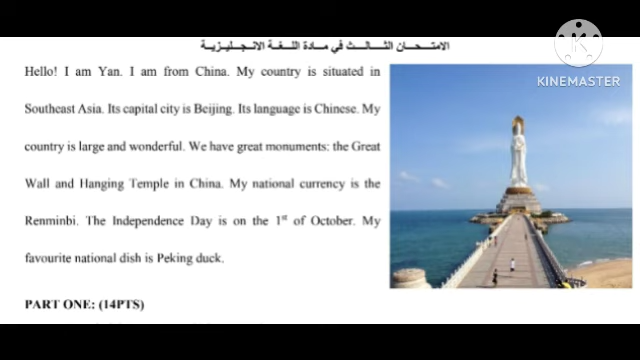 الامتحان الثالث في مادة اللغة الانجليزية
KINEMASTER
Hello! I am Yan. I am from China. My country is situated in
Southeast Asia. Its capital city is Beijing. Its language is Chinese. My
country is large and wonderful. We have great monuments: the Great
Wall and Hanging Temple in China. My national currency is the
Renminbi. The Independence Day is on the 1st of October. My
favourite national dish is Peking duck.
PART ONE: (14PTS)